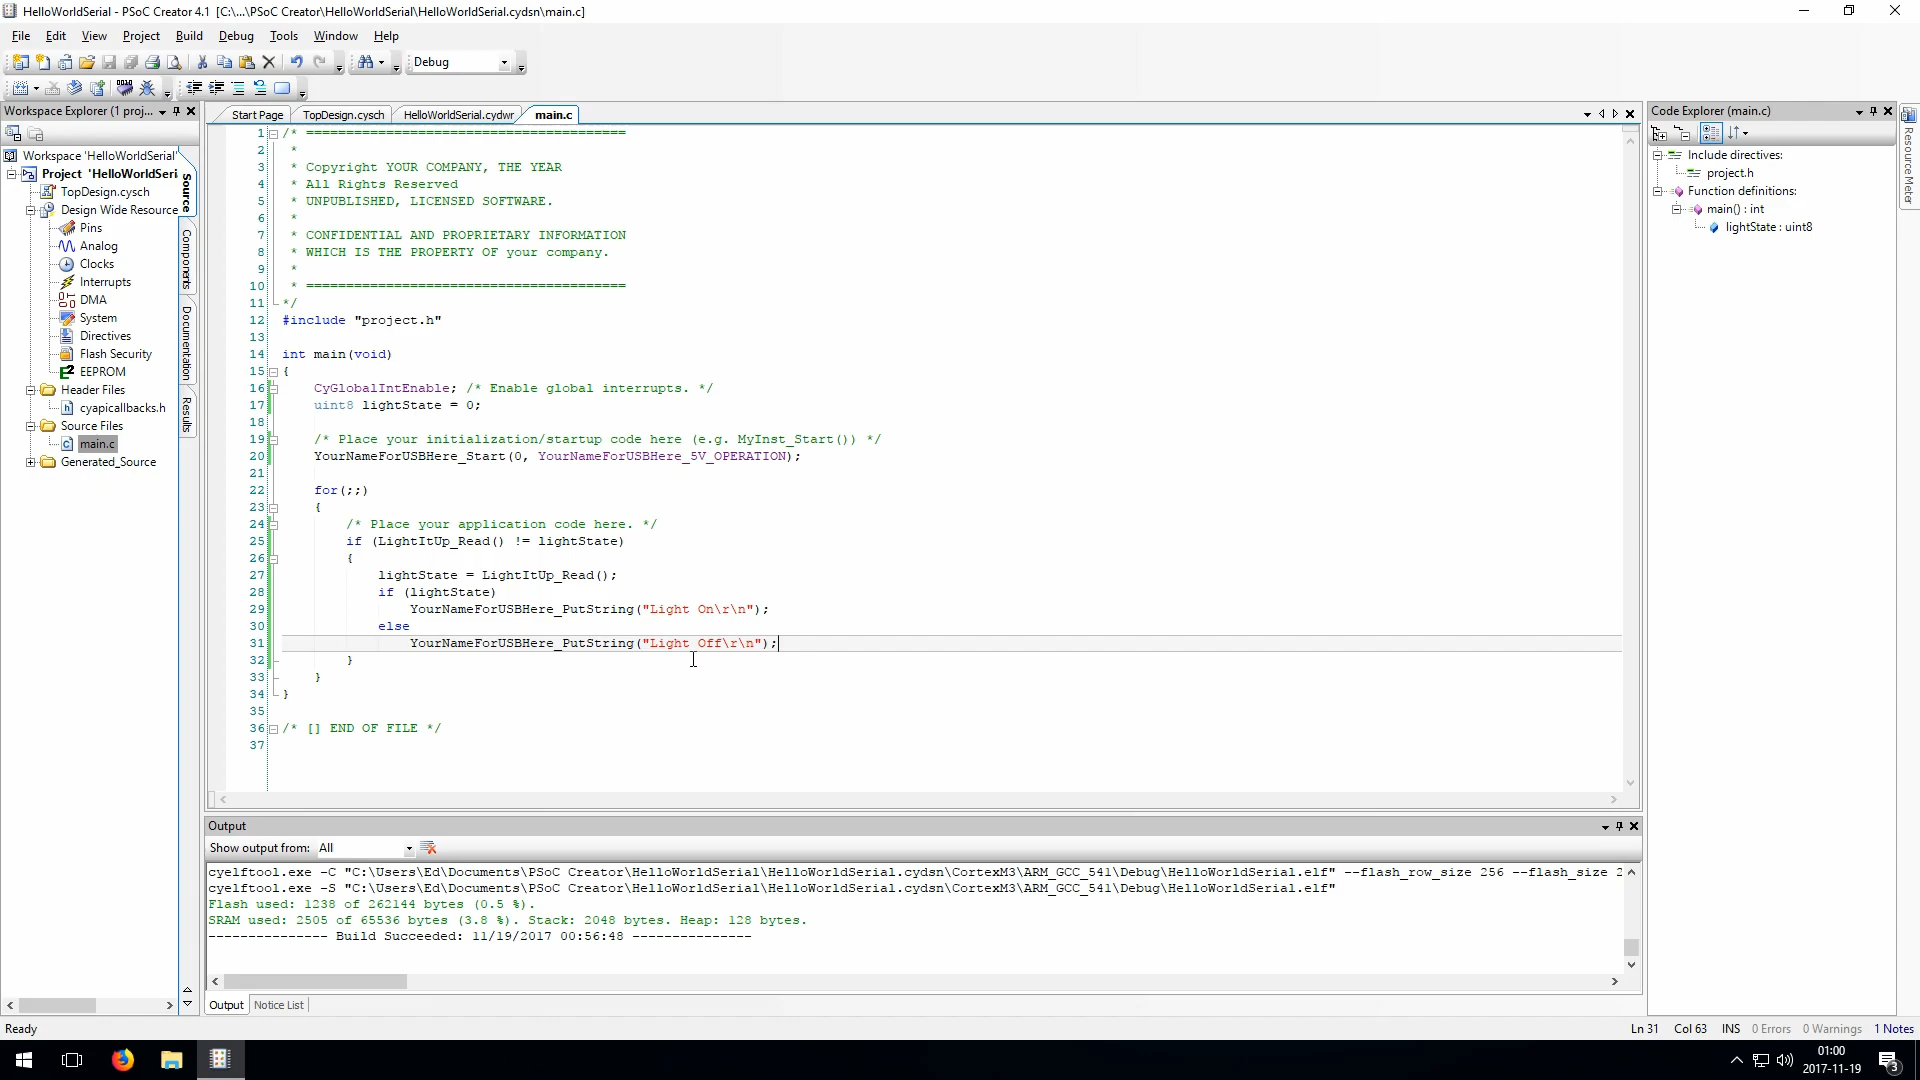 HelloWorldSerial - PSoC Creator 4.1 [C:\...\PSoC Creator\HelloWorldSerial\HelloWorldSerial.cydsn\main.c]
File Edit View Project Build Debug Tools Window Help
Debug
Workspace Explorer (1 proj...
Workspace 'HelloWorldSerial'
Project 'HelloWorldSeri
TopDesign.cysch
Design Wide Resource
Pins
Analog
Clocks
Interrupts
DMA
System
Directives
Flash Security
EEPROM
Header Files
cyapicallbacks.h
Source Files
main.c
Generated_Source
Source
Components
Documentation
Results
Start Page TopDesign.cysch HelloWorldSerial.cydwr main.c
1 /* ========================================
2 *
3 * Copyright YOUR COMPANY, THE YEAR
4 * All Rights Reserved
5 * UNPUBLISHED, LICENSED SOFTWARE.
6 *
7 * CONFIDENTIAL AND PROPRIETARY INFORMATION
8 * WHICH IS THE PROPERTY OF your company.
9 *
10 * ========================================
11 */
12 #include "project.h"
13
14 int main(void)
15 {
16 CyGlobalIntEnable; /* Enable global interrupts. */
17 uint8 lightState = 0;
18
19 /* Place your initialization/startup code here (e.g. MyInst_Start()) */
20 YourNameForUSBHere_Start(0, YourNameForUSBHere_5V_OPERATION);
21
22 for(;;)
23 {
24 /* Place your application code here. */
25 if (LightItUp_Read() != lightState)
26 {
27 lightState = LightItUp_Read();
28 if (lightState)
29 YourNameForUSBHere_PutString("Light On\r\n");
30 else
31 YourNameForUSBHere_PutString("Light Off\r\n");
32 }
33 }
34 }
35
36 /* [] END OF FILE */
37
Code Explorer (main.c)
Include directives:
project.h
Function definitions:
main() : int
lightState : uint8
Resource Meter
Output
Show output from: All
cyelftool.exe -C "C:\Users\Ed\Documents\PSoC Creator\HelloWorldSerial\HelloWorldSerial.cydsn\CortexM3\ARM_GCC_541\Debug\HelloWorldSerial.elf" --flash_row_size 256 --flash_size 2
cyelftool.exe -S "C:\Users\Ed\Documents\PSoC Creator\HelloWorldSerial\HelloWorldSerial.cydsn\CortexM3\ARM_GCC_541\Debug\HelloWorldSerial.elf"
Flash used: 1238 of 262144 bytes (0.5 %).
SRAM used: 2505 of 65536 bytes (3.8 %). Stack: 2048 bytes. Heap: 128 bytes.
--------------- Build Succeeded: 11/19/2017 00:56:48 ---------------
Output Notice List
Ready
Ln 31 Col 63 INS 0 Errors 0 Warnings 1 Notes
01:00
2017-11-19
3